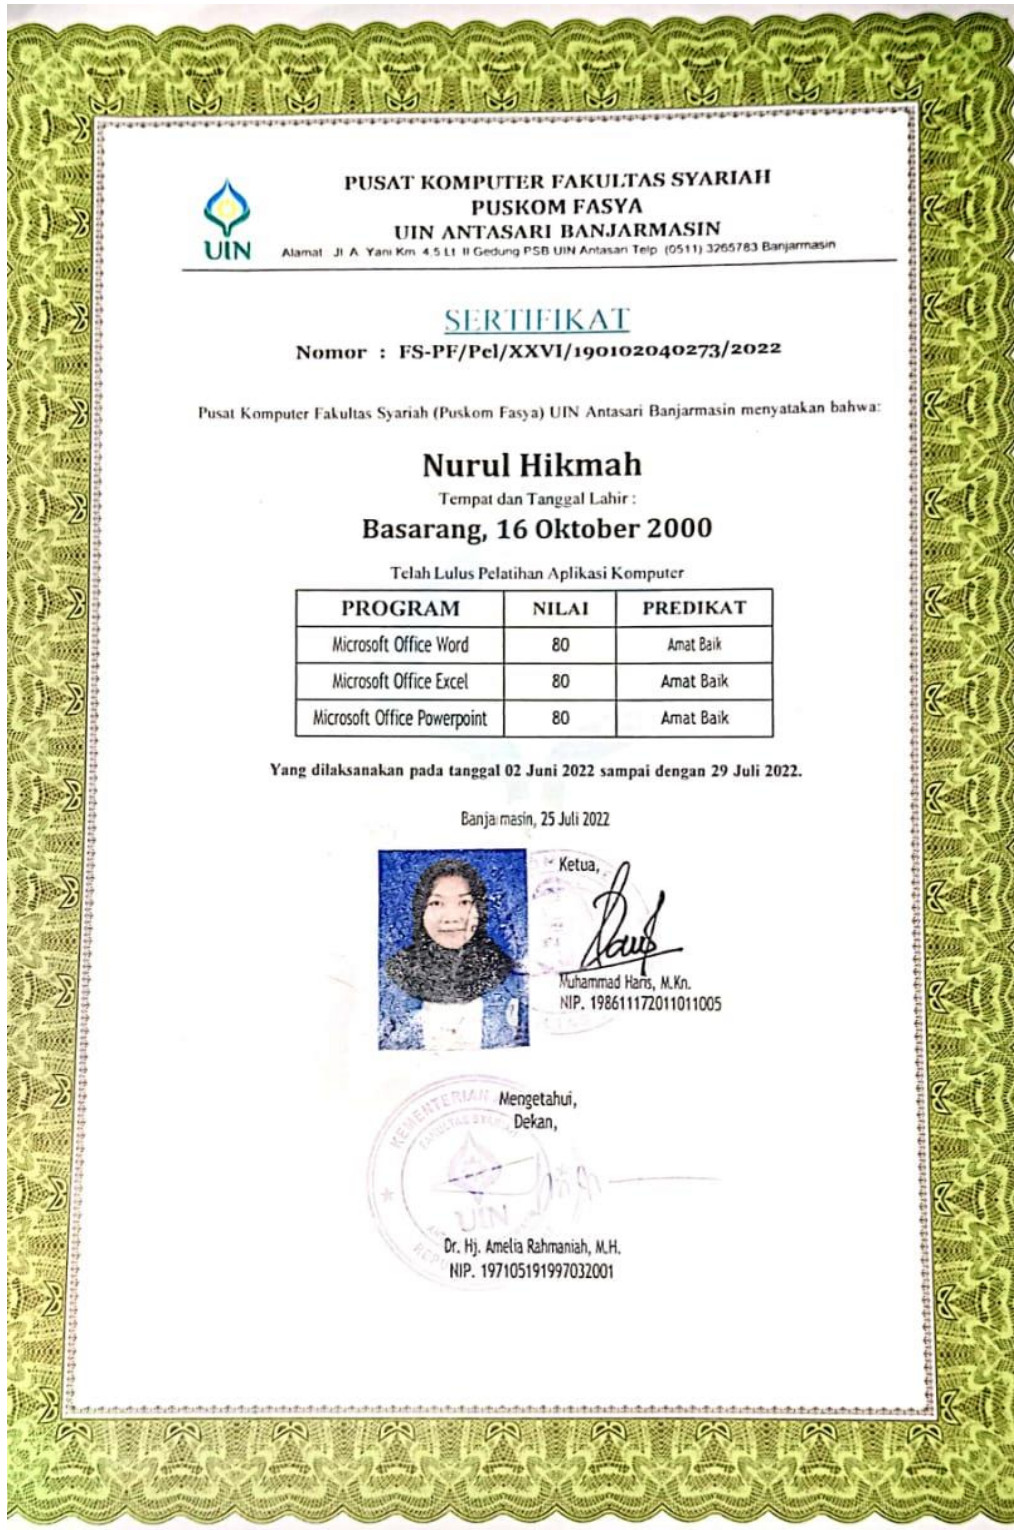 UIN
PUSAT KOMPUTER FAKULTAS SYARIAH
PUSKOM FASYA
UIN ANTASARI BANJARMASIN
Alamat Jl A. Yani Km 4,5 Lt II Gedung PSB UIN Antasari Telp (0511) 3265783 Banjarmasin
SERTIFIKAT
Nomor : FS-PF/Pel/XXVI/190102040273/2022
Pusat Komputer Fakultas Syariah (Puskom Fasya) UIN Antasari Banjarmasin menyatakan bahwa:
Nurul Hikmah
Tempat dan Tanggal Lahir :
Basarang, 16 Oktober 2000
Telah Lulus Pelatihan Aplikasi Komputer
PROGRAM NILAI PREDIKAT
Microsoft Office Word 80 Amat Baik
Microsoft Office Excel 80 Amat Baik
Microsoft Office Powerpoint 80 Amat Baik
Yang dilaksanakan pada tanggal 02 Juni 2022 sampai dengan 29 Juli 2022.
Banjarmasin, 25 Juli 2022
Ketua,
Muhammad Haris, M.Kn.
NIP. 198611172011011005
Mengetahui,
Dekan,
KEMENTERIAN
FAKULTAS SYARIAH
UIN
Dr. Hj. Amelia Rahmaniah, M.H.
NIP. 197105191997032001